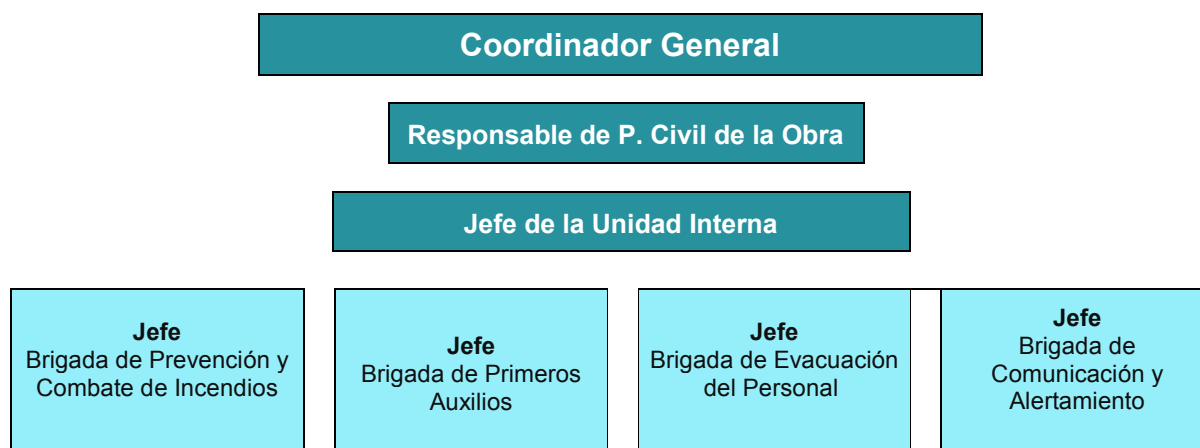 Coordinador General
Responsable de P. Civil de la Obra
Jefe de la Unidad Interna
Jefe
Brigada de Prevención y
Combate de Incendios
Jefe
Brigada de Primeros
Auxilios
Jefe
Brigada de Evacuación
del Personal
Jefe
Brigada de
Comunicación y
Alertamiento